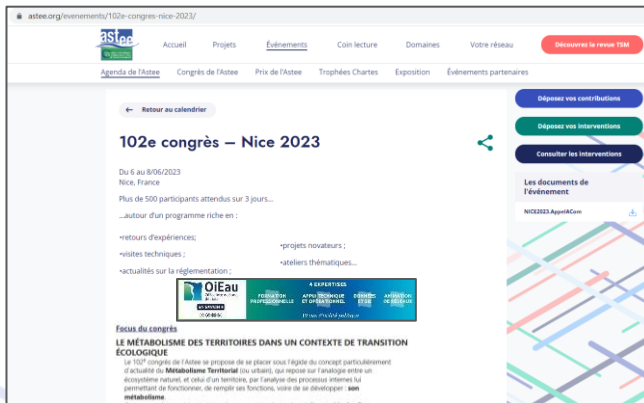 astee.org/evenements/102e-congres-nice-2023/
astee
Accueil Projets Événements Coin lecture Domaines Votre réseau Découvrez la revue TSM
Agenda de l'Astee Congrès de l'Astee Prix de l'Astee Trophées Chartes Exposition Événements partenaires
← Retour au calendrier
Déposez vos contributions
Déposez vos interventions
Consulter les interventions
102e congrès – Nice 2023
Les documents de
l'événement
NICE2023.AppelACom
Du 6 au 8/06/2023
Nice, France
Plus de 500 participants attendus sur 3 jours...
...autour d'un programme riche en :
•retours d'expériences;
•visites techniques ;
•actualités sur la réglementation ;
•projets novateurs ;
•ateliers thématiques...
OiEau
4 EXPERTISES
FORMATION PROFESSIONNELLE
APPUI TECHNIQUE ET OPÉRATIONNEL
DONNÉES ET SIE
ANIMATION DE RÉSEAUX
Focus du congrès
LE MÉTABOLISME DES TERRITOIRES DANS UN CONTEXTE DE TRANSITION
ÉCOLOGIQUE
Le 102e congrès de l'Astee se propose de se placer sous l'égide du concept particulièrement
d'actualité du Métabolisme Territorial (ou urbain), qui repose sur l'analogie entre un
écosystème naturel, et celui d'un territoire, par l'analyse des processus internes lui
permettant de fonctionner, de remplir ses fonctions, voire de se développer : son
métabolisme.